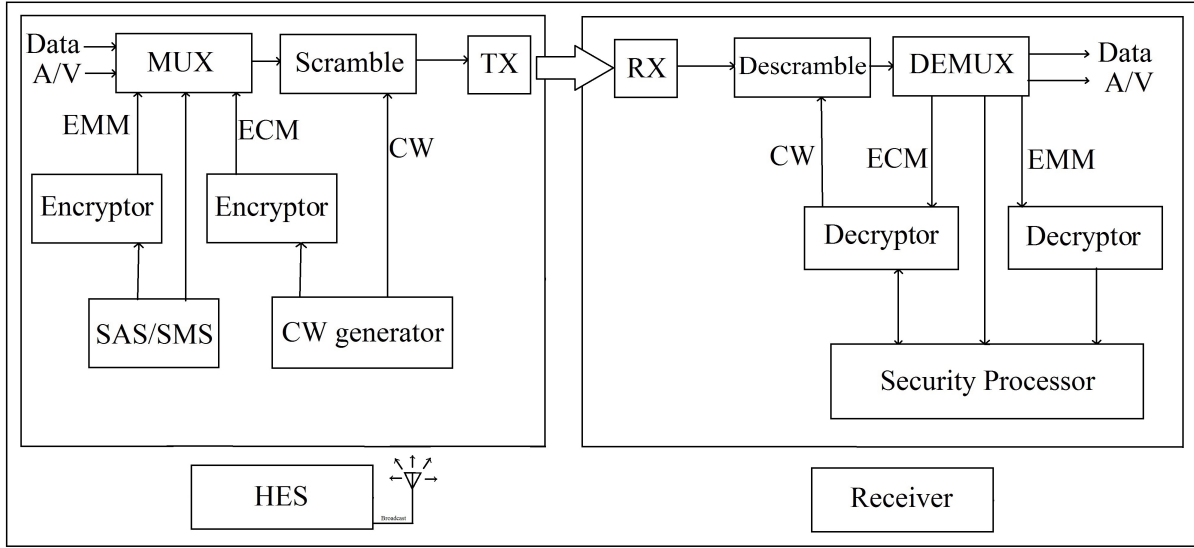 Data
A/V
MUX
Scramble
TX
EMM
ECM
CW
Encryptor
Encryptor
SAS/SMS
CW generator
HES
Broadcast
RX
Descramble
DEMUX
Data
A/V
CW
ECM
EMM
Decryptor
Decryptor
Security Processor
Receiver